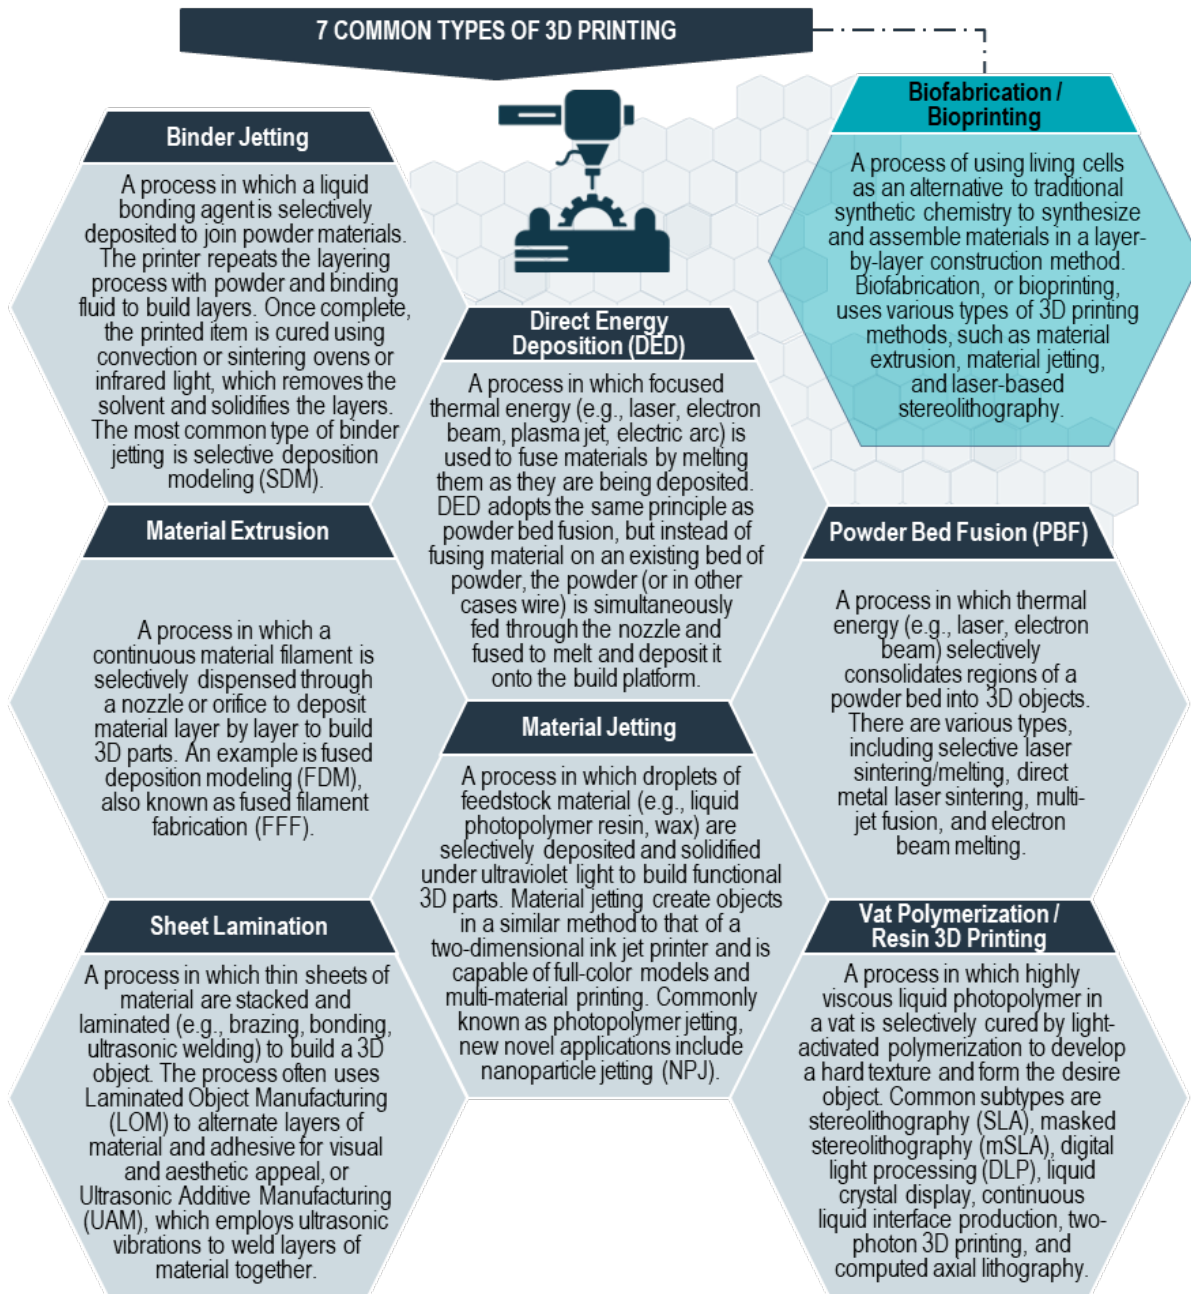 7 COMMON TYPES OF 3D PRINTING
Biofabrication /
Bioprinting
A process of using living cells
as an alternative to traditional
synthetic chemistry to synthesize
and assemble materials in a layer-
by-layer construction method.
Biofabrication, or bioprinting,
uses various types of 3D printing
methods, such as material
extrusion, material jetting,
and laser-based
stereolithography.
Binder Jetting
A process in which a liquid
bonding agent is selectively
deposited to join powder materials.
The printer repeats the layering
process with powder and binding
fluid to build layers. Once complete,
the printed item is cured using
convection or sintering ovens or
infrared light, which removes the
solvent and solidifies the layers.
The most common type of binder
jetting is selective deposition
modeling (SDM).
Direct Energy
Deposition (DED)
A process in which focused
thermal energy (e.g., laser, electron
beam, plasma jet, electric arc) is
used to fuse materials by melting
them as they are being deposited.
DED adopts the same principle as
powder bed fusion, but instead of
fusing material on an existing bed of
powder, the powder (or in other
cases wire) is simultaneously
fed through the nozzle and
fused to melt and deposit it
onto the build platform.
Material Extrusion
A process in which a
continuous material filament is
selectively dispensed through
a nozzle or orifice to deposit
material layer by layer to build
3D parts. An example is fused
deposition modeling (FDM),
also known as fused filament
fabrication (FFF).
Powder Bed Fusion (PBF)
A process in which thermal
energy (e.g., laser, electron
beam) selectively
consolidates regions of a
powder bed into 3D objects.
There are various types,
including selective laser
sintering/melting, direct
metal laser sintering, multi-
jet fusion, and electron
beam melting.
Material Jetting
A process in which droplets of
feedstock material (e.g., liquid
photopolymer resin, wax) are
selectively deposited and solidified
under ultraviolet light to build functional
3D parts. Material jetting create objects
in a similar method to that of a
two-dimensional ink jet printer and is
capable of full-color models and
multi-material printing. Commonly
known as photopolymer jetting,
new novel applications include
nanoparticle jetting (NPJ).
Sheet Lamination
A process in which thin sheets of
material are stacked and
laminated (e.g., brazing, bonding,
ultrasonic welding) to build a 3D
object. The process often uses
Laminated Object Manufacturing
(LOM) to alternate layers of
material and adhesive for visual
and aesthetic appeal, or
Ultrasonic Additive Manufacturing
(UAM), which employs ultrasonic
vibrations to weld layers of
material together.
Vat Polymerization /
Resin 3D Printing
A process in which highly
viscous liquid photopolymer in
a vat is selectively cured by light-
activated polymerization to develop
a hard texture and form the desire
object. Common subtypes are
stereolithography (SLA), masked
stereolithography (mSLA), digital
light processing (DLP), liquid
crystal display, continuous
liquid interface production, two-
photon 3D printing, and
computed axial lithography.